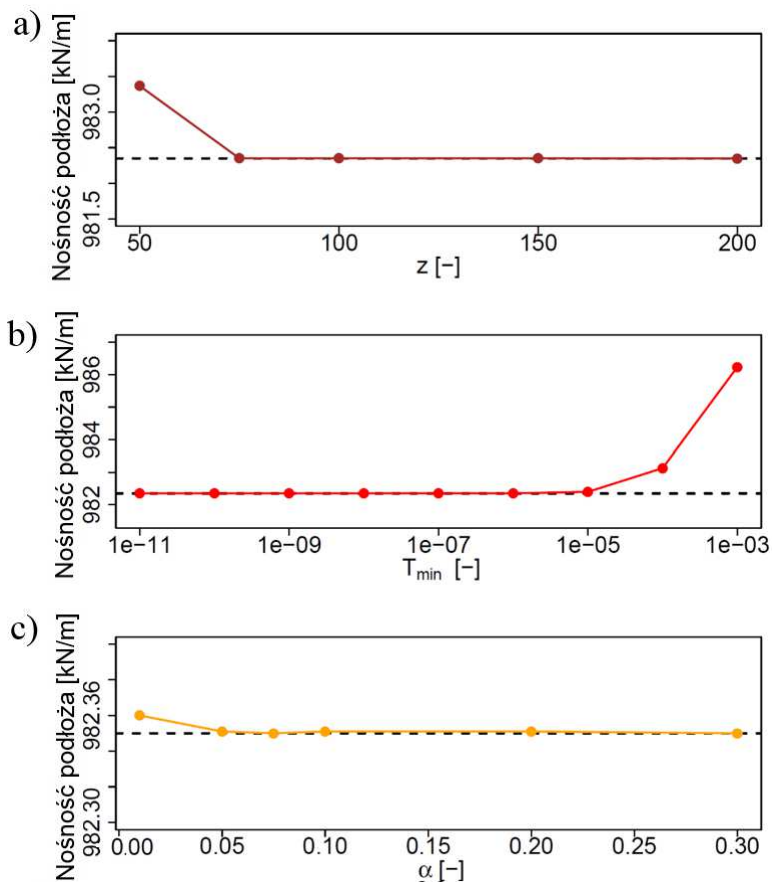 a)
Nośność podłoża [kN/m]
983.0
981.5
50 100 150 200
z [−]
b)
Nośność podłoża [kN/m]
986
984
982
1e−11 1e−09 1e−07 1e−05 1e−03
Tmin [−]
c)
Nośność podłoża [kN/m]
982.36
982.30
0.00 0.05 0.10 0.15 0.20 0.25 0.30
α [−]